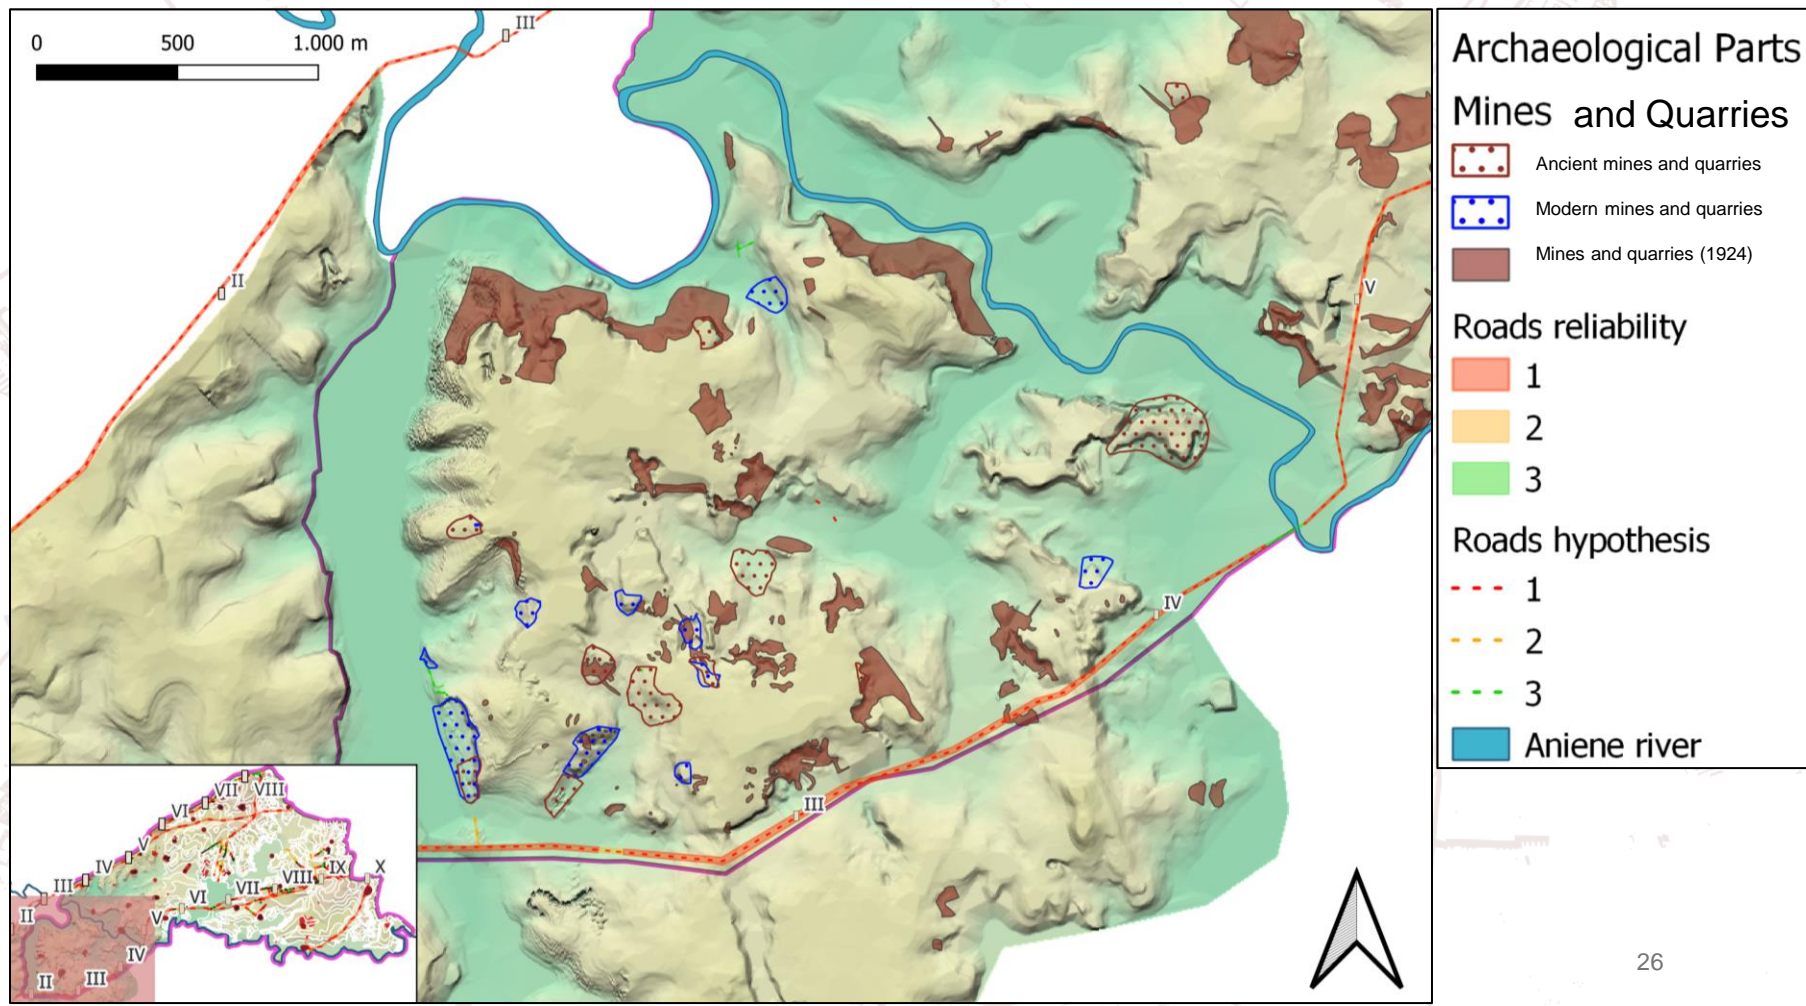 0 500 1.000 m
III
II
V
IV
III
VII VIII
VI
V
IV
III
II
IX X
VIII
VII
VI
V
IV
III
II
Archaeological Parts
Mines and Quarries
Ancient mines and quarries
Modern mines and quarries
Mines and quarries (1924)
Roads reliability
1
2
3
Roads hypothesis
1
2
3
Aniene river
26